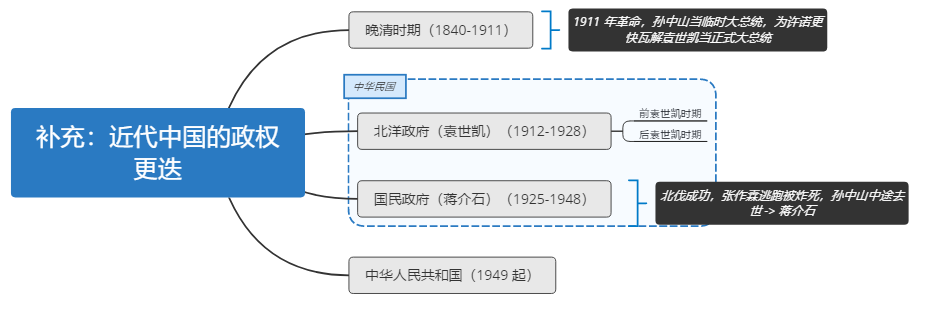 补充：近代中国的政权
更迭
晚清时期（1840-1911）
1911 年革命，孙中山当临时大总统，为许诺更
快瓦解袁世凯当正式大总统
中华民国
北洋政府（袁世凯）（1912-1928）
前袁世凯时期
后袁世凯时期
国民政府（蒋介石）（1925-1948）
北伐成功，张作霖逃跑被炸死，孙中山中途去
世 -> 蒋介石
中华人民共和国（1949 起）